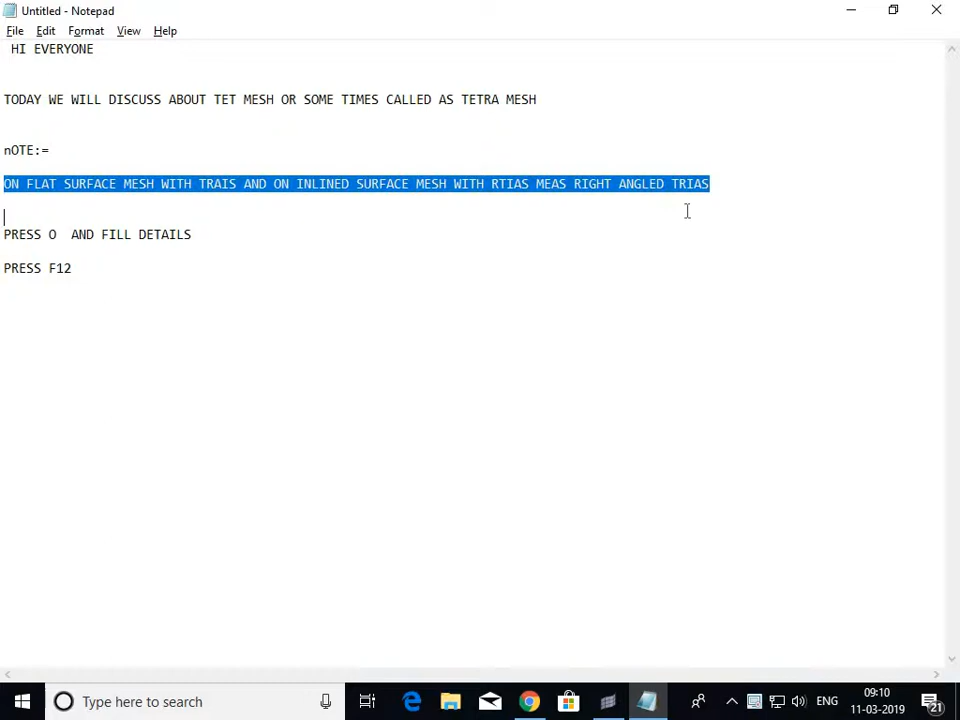 Untitled - Notepad
File Edit Format View Help
HI EVERYONE
TODAY WE WILL DISCUSS ABOUT TET MESH OR SOME TIMES CALLED AS TETRA MESH
nOTE:=
ON FLAT SURFACE MESH WITH TRAIS AND ON INLINED SURFACE MESH WITH RTIAS MEAS RIGHT ANGLED TRIAS
PRESS O  AND FILL DETAILS
PRESS F12
Type here to search
ENG
09:10
11-03-2019
21